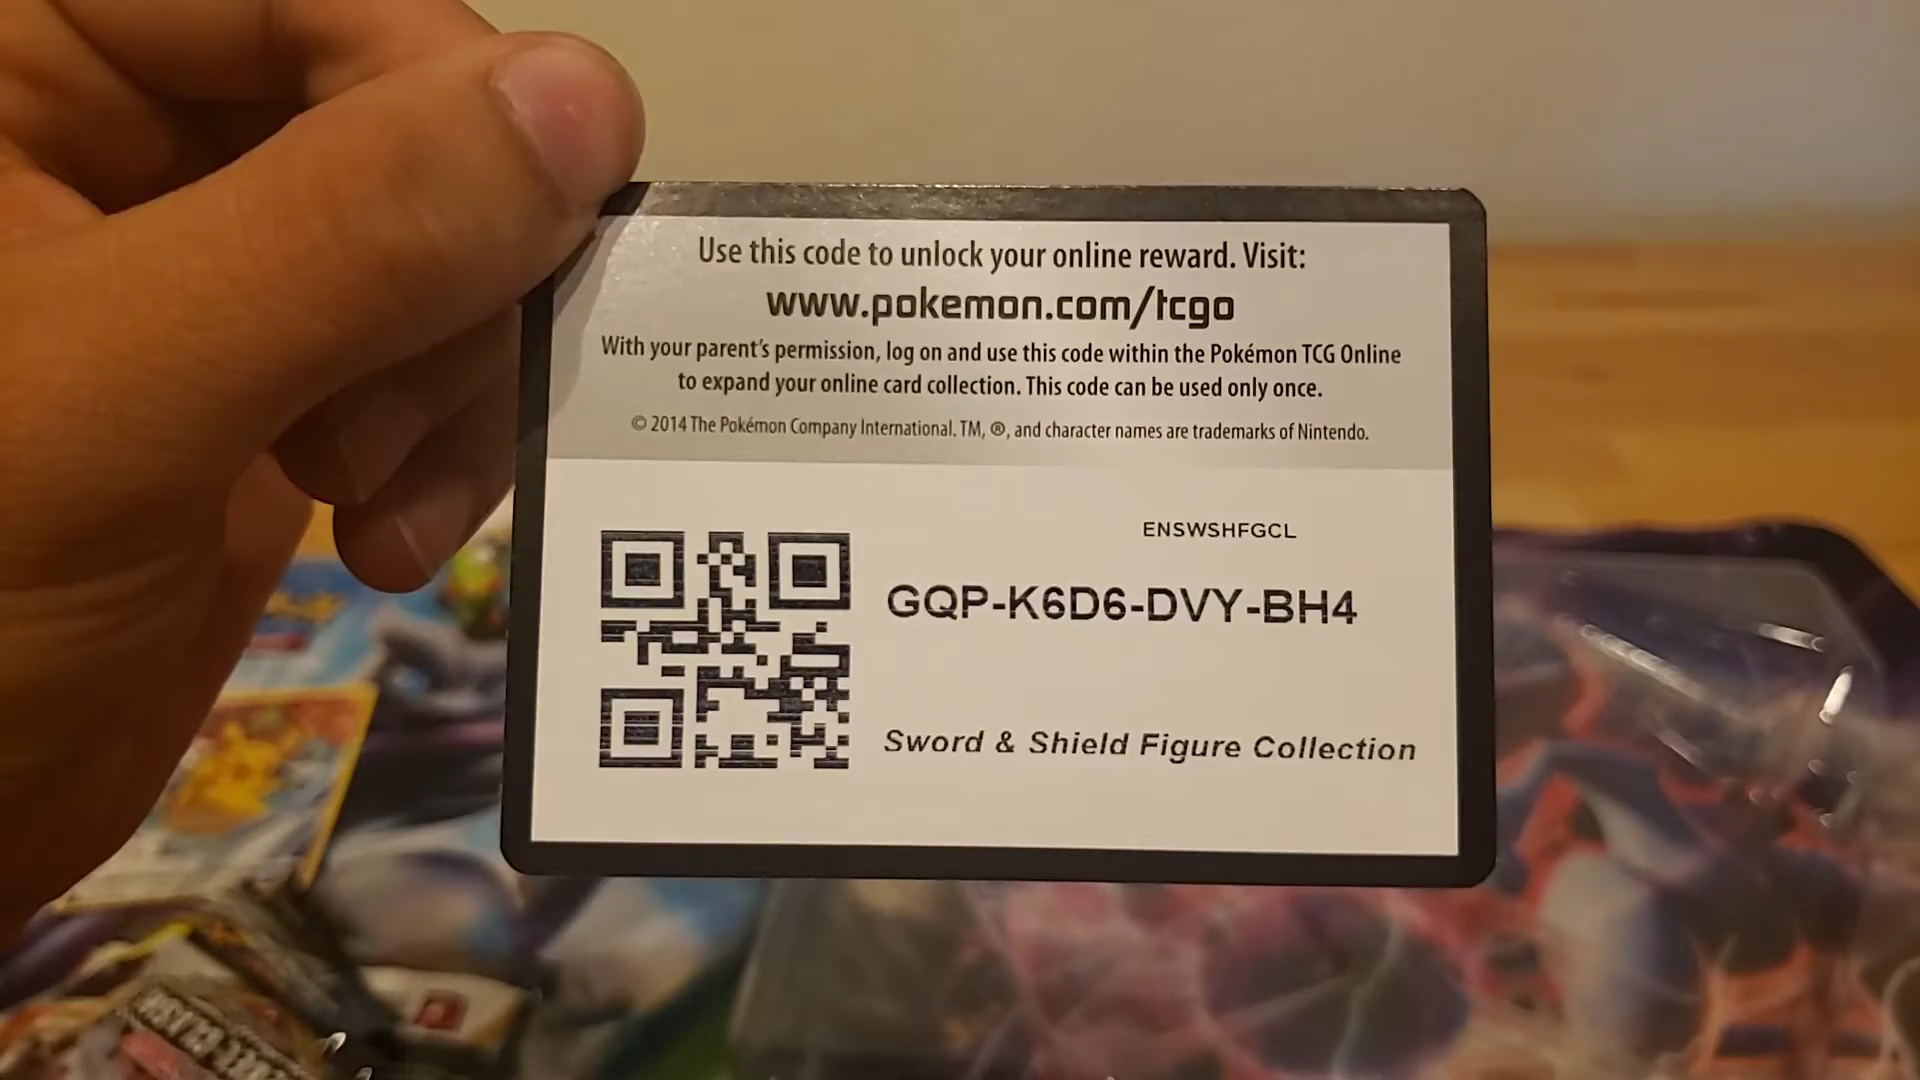 Use this code to unlock your online reward. Visit:
www.pokemon.com/tcgo
With your parent's permission, log on and use this code within the Pokémon TCG Online
to expand your online card collection. This code can be used only once.
© 2014 The Pokémon Company International. TM, ®, and character names are trademarks of Nintendo.
ENSWSHFGCL
GQP-K6D6-DVY-BH4
Sword & Shield Figure Collection